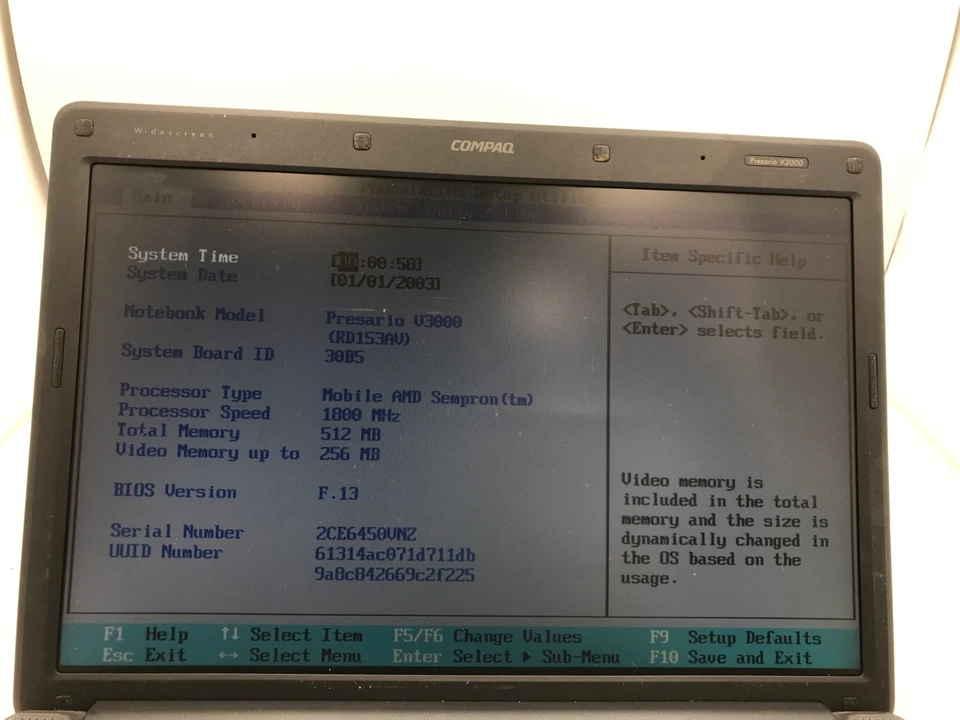 Widescreen
COMPAQ
Presario V3000
Main
System Time [00:00:58]
System Date [01/01/2003]
Notebook Model Presario V3000
(RD153AV)
System Board ID 30B5
Processor Type Mobile AMD Sempron(tm)
Processor Speed 1800 MHz
Total Memory 512 MB
Video Memory up to 256 MB
BIOS Version F.13
Serial Number 2CE6450VNZ
UUID Number 61314ac071d711db
9a8c842669c2f225
Item Specific Help
<Tab>, <Shift-Tab>, or
<Enter> selects field.
Video memory is
included in the total
memory and the size is
dynamically changed in
the OS based on the
usage.
F1 Help ↑↓ Select Item F5/F6 Change Values F9 Setup Defaults
Esc Exit ↔ Select Menu Enter Select ▶ Sub-Menu F10 Save and Exit